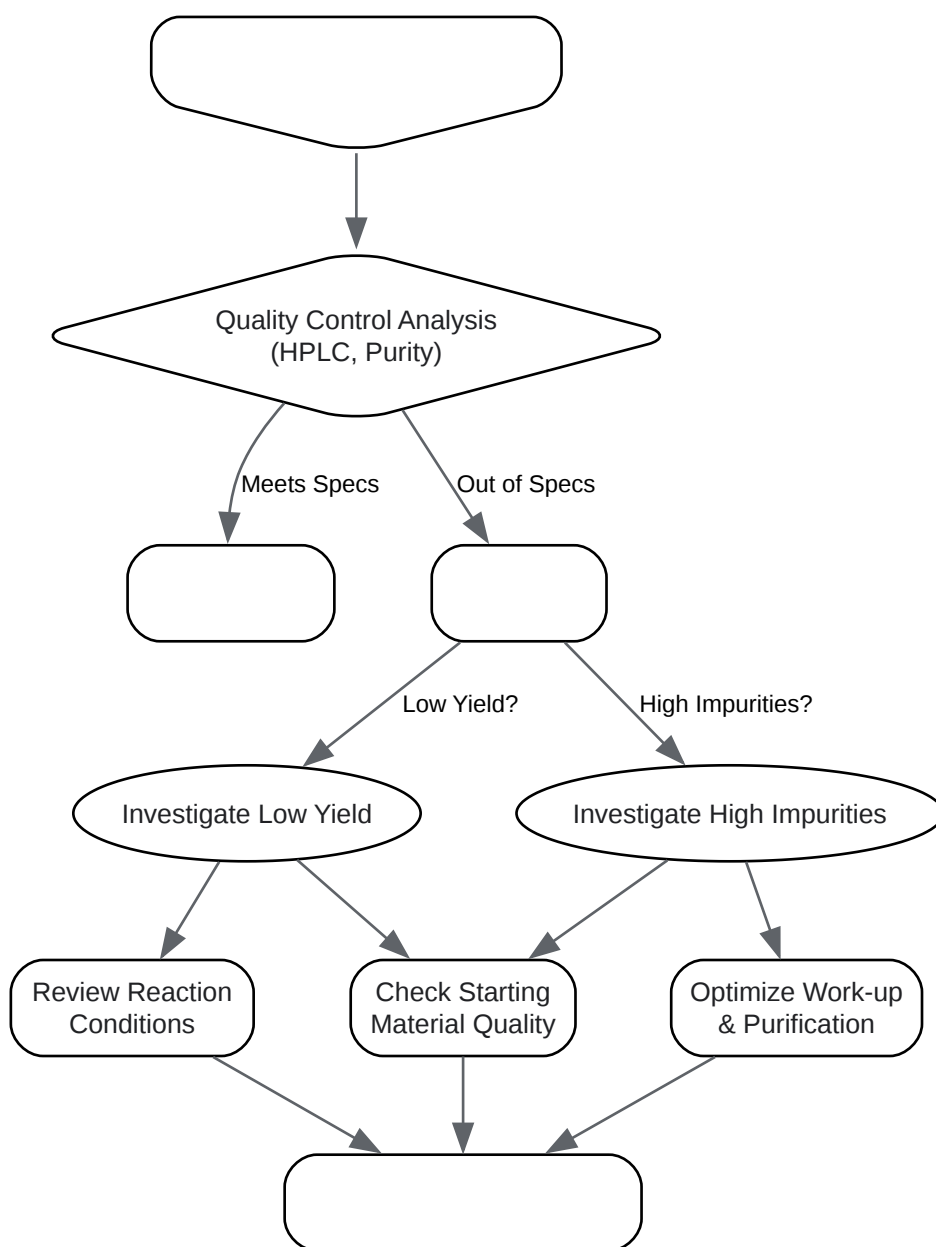 Quality Control Analysis
(HPLC, Purity)
Meets Specs
Out of Specs
Low Yield?
High Impurities?
Investigate Low Yield
Investigate High Impurities
Review Reaction
Conditions
Check Starting
Material Quality
Optimize Work-up
& Purification